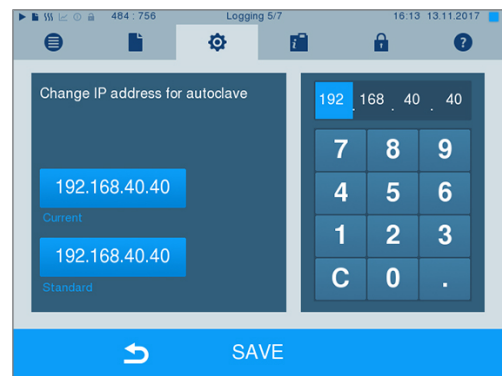 484 : 756 Logging 5/7 16:13 13.11.2017
Change IP address for autoclave
192.168.40.40
Current
192.168.40.40
Standard
192 . 168 . 40 . 40
7 8 9
4 5 6
1 2 3
C 0 .
SAVE